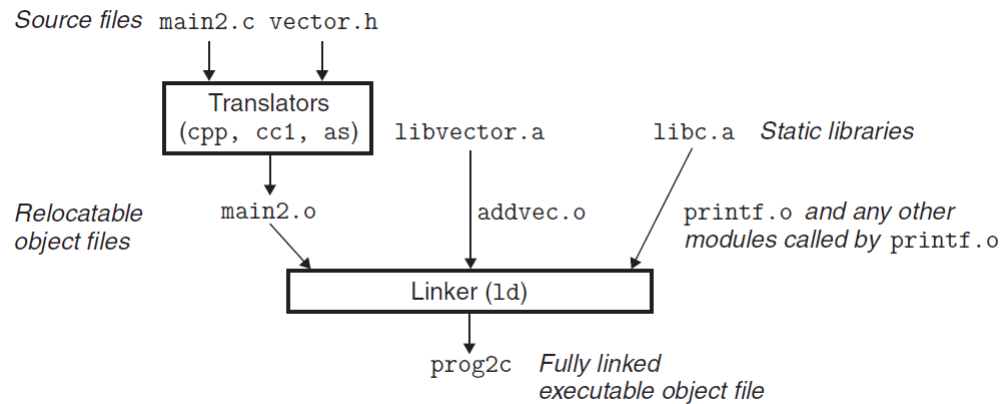 Source files main2.c vector.h
Translators
(cpp, cc1, as)
libvector.a
libc.a Static libraries
Relocatable
object files
main2.o
addvec.o
printf.o and any other
modules called by printf.o
Linker (ld)
prog2c Fully linked
executable object file